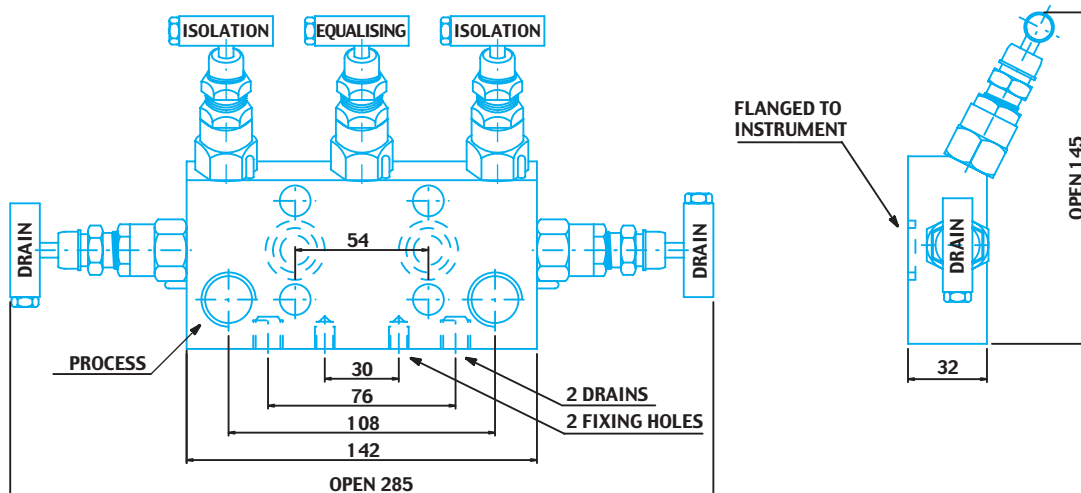 ISOLATION
EQUALISING
ISOLATION
FLANGED TO
INSTRUMENT
OPEN 145
DRAIN
54
DRAIN
DRAIN
PROCESS
30
32
76
2 DRAINS
108
2 FIXING HOLES
142
OPEN 285